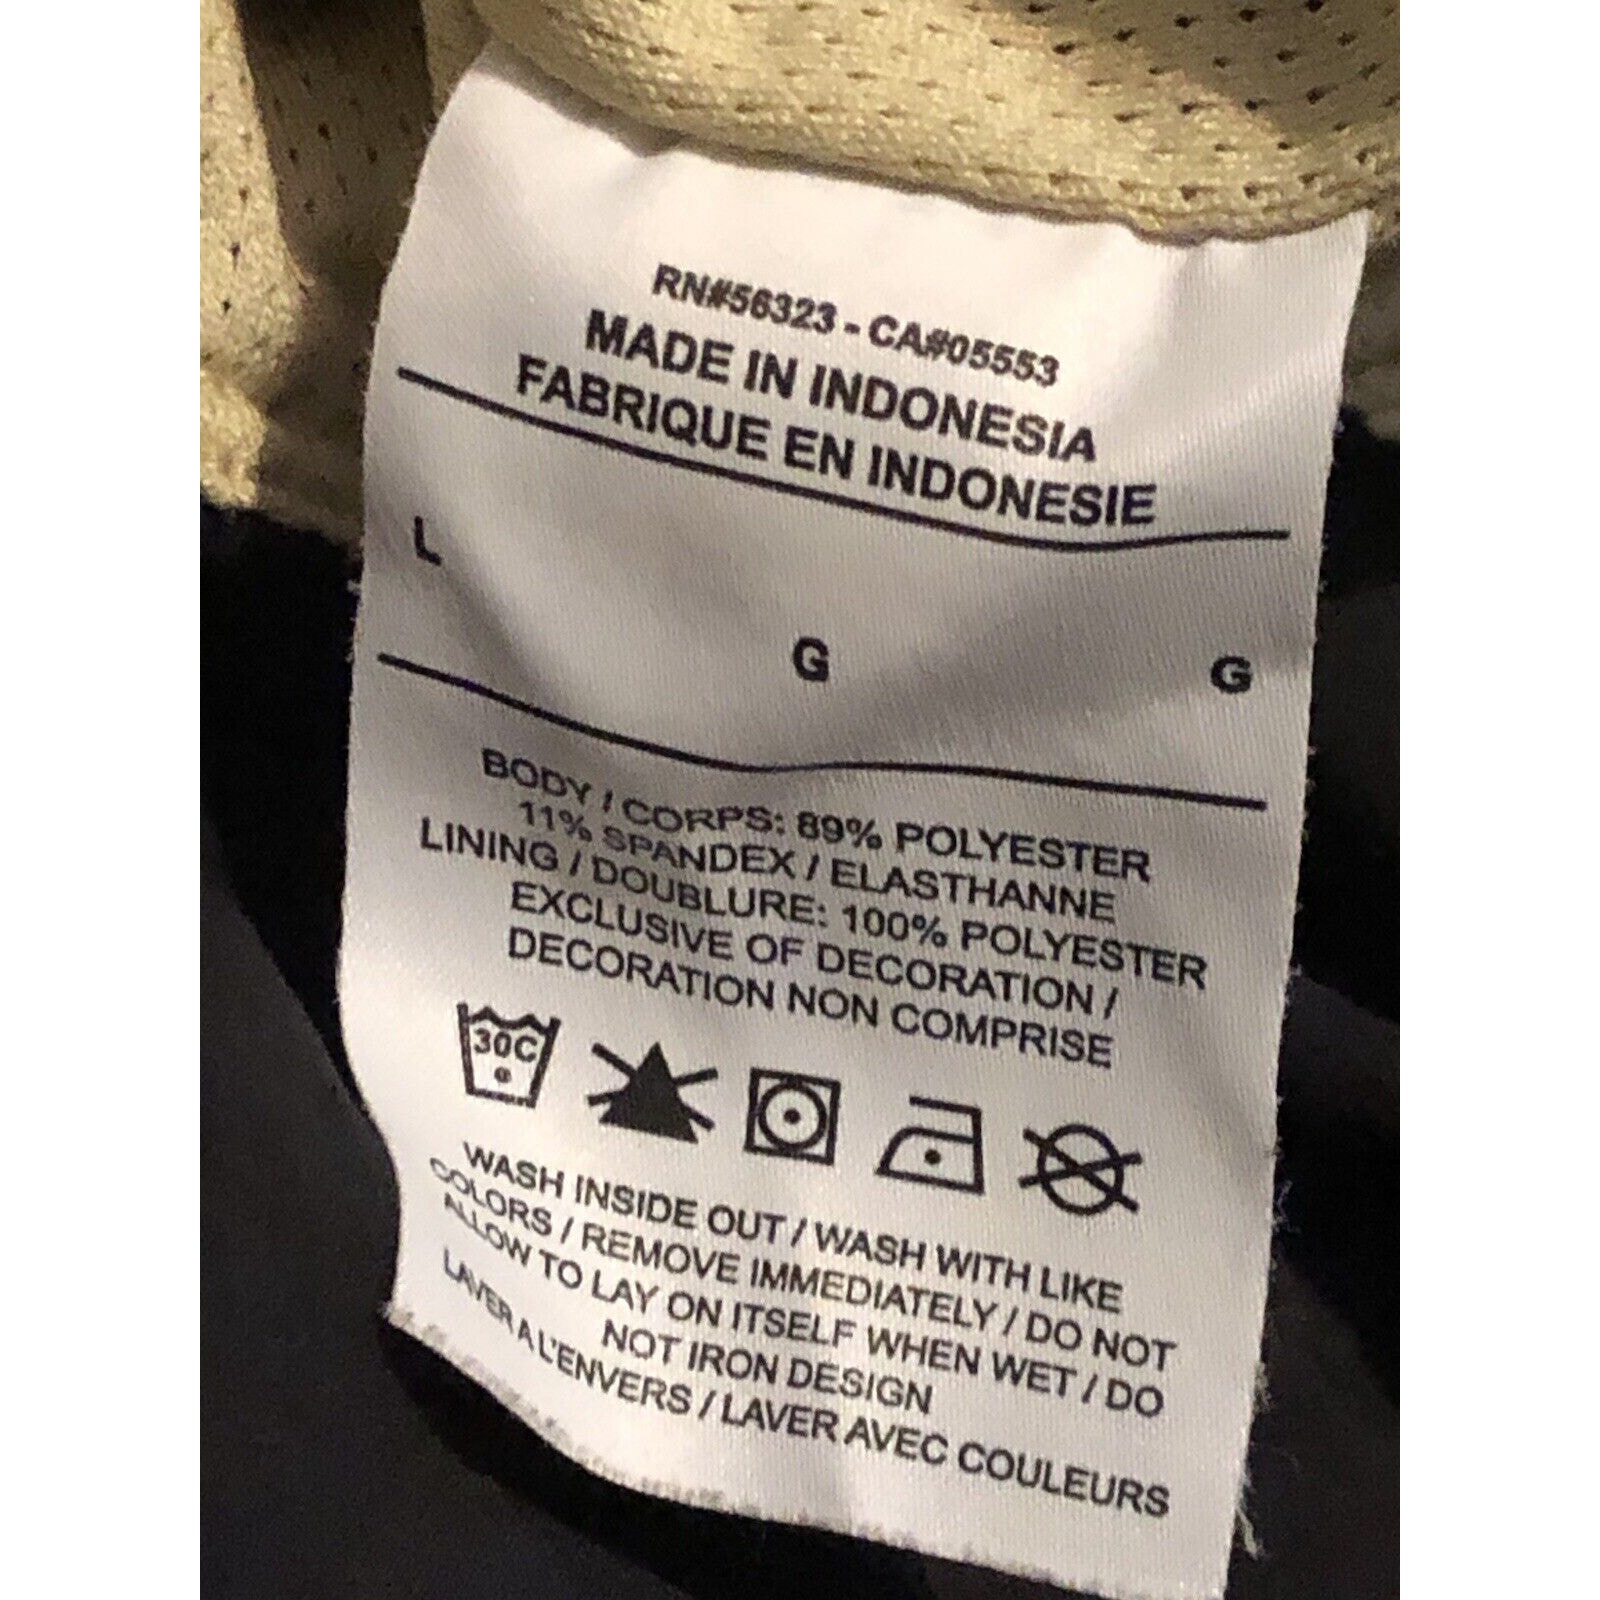 RN#56323 - CA#05553
MADE IN INDONESIA
FABRIQUE EN INDONESIE
L G G
BODY / CORPS: 89% POLYESTER
11% SPANDEX / ELASTHANNE
LINING / DOUBLURE: 100% POLYESTER
EXCLUSIVE OF DECORATION /
DECORATION NON COMPRISE
30C
WASH INSIDE OUT / WASH WITH LIKE
COLORS / REMOVE IMMEDIATELY / DO NOT
ALLOW TO LAY ON ITSELF WHEN WET / DO
NOT IRON DESIGN
LAVER A L'ENVERS / LAVER AVEC COULEURS